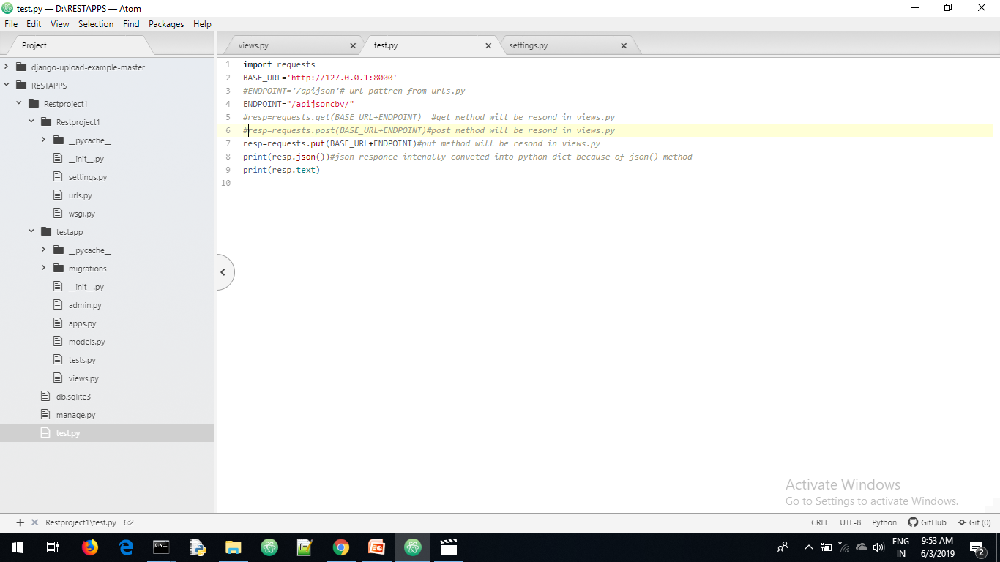 test.py — D:\RESTAPPS — Atom
File Edit View Selection Find Packages Help
Project
django-upload-example-master
RESTAPPS
Restproject1
Restproject1
__pycache__
__init__.py
settings.py
urls.py
wsgi.py
testapp
__pycache__
migrations
__init__.py
admin.py
apps.py
models.py
tests.py
views.py
db.sqlite3
manage.py
test.py
views.py test.py settings.py
1 import requests
2 BASE_URL='http://127.0.0.1:8000'
3 #ENDPOINT='/apijson'# url pattren from urls.py
4 ENDPOINT="/apijsoncbv/"
5 #resp=requests.get(BASE_URL+ENDPOINT)  #get method will be resond in views.py
6 #resp=requests.post(BASE_URL+ENDPOINT)#post method will be resond in views.py
7 resp=requests.put(BASE_URL+ENDPOINT)#put method will be resond in views.py
8 print(resp.json())#json responce intenally conveted into python dict because of json() method
9 print(resp.text)
10
Activate Windows
Go to Settings to activate Windows.
Restproject1\test.py 6:2 CRLF UTF-8 Python GitHub Git (0)
ENG
IN
9:53 AM
6/3/2019
2